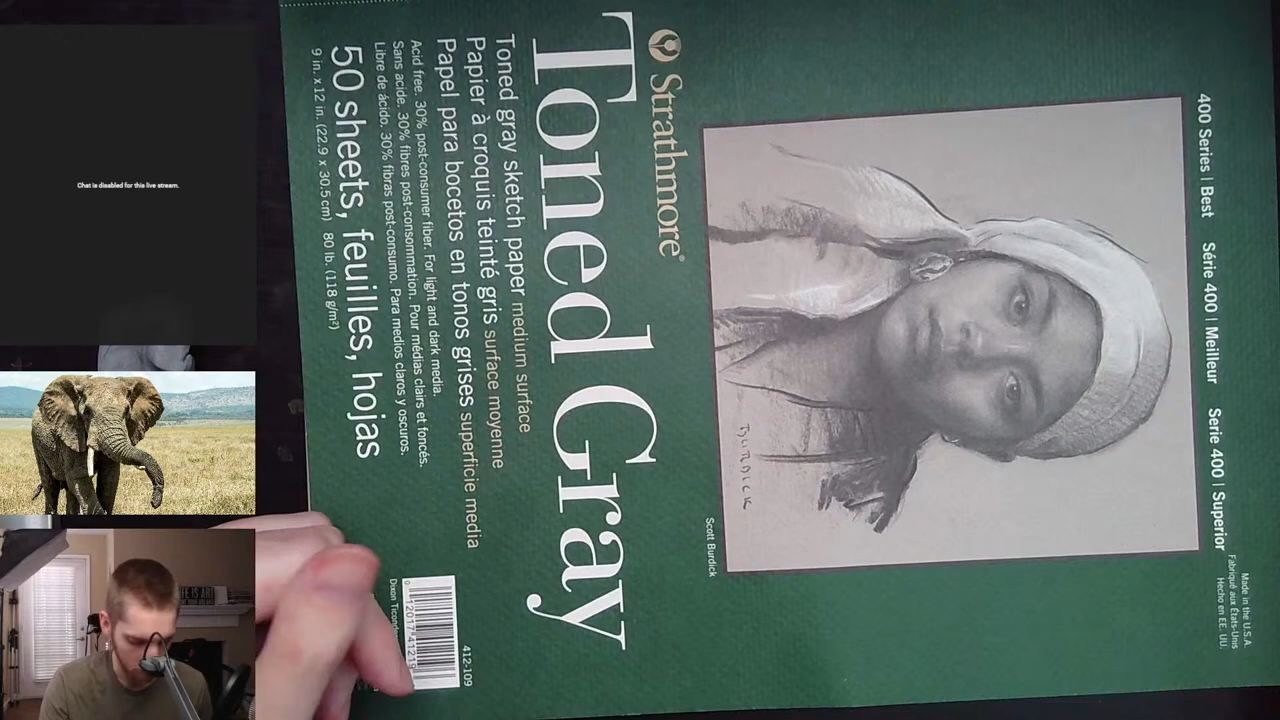 Chat is disabled for this live stream.
400 Series | Best   Série 400 | Meilleur   Serie 400 | Superior
Made in the U.S.A.
Fabriqué aux États-Unis
Hecho en EE. UU.
BURDICK
Scott Burdick
Strathmore®
Toned Gray
Toned gray sketch paper medium surface
Papier à croquis teinté gris surface moyenne
Papel para bocetos en tonos grises superficie media
Acid free. 30% post-consumer fiber. For light and dark media.
Sans acide. 30% fibres post-consommation. Pour médias clairs et foncés.
Libre de ácido. 30% fibras post-consumo. Para medios claros y oscuros.
50 sheets, feuilles, hojas
9 in. x 12 in. (22.9 x 30.5 cm)   80 lb. (118 g/m²)
412-109
0 12017 41219
Dixon